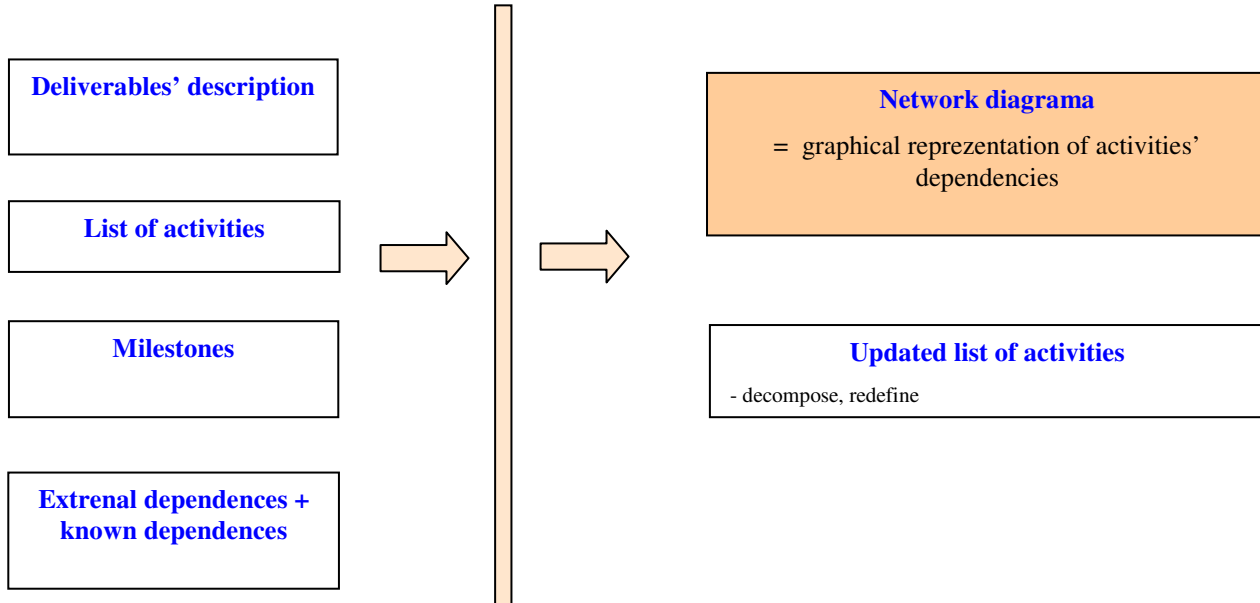 Deliverables’ description
List of activities
Milestones
Extrenal dependences +
known dependences
Network diagrama
= graphical reprezentation of activities’
dependencies
Updated list of activities
- decompose, redefine